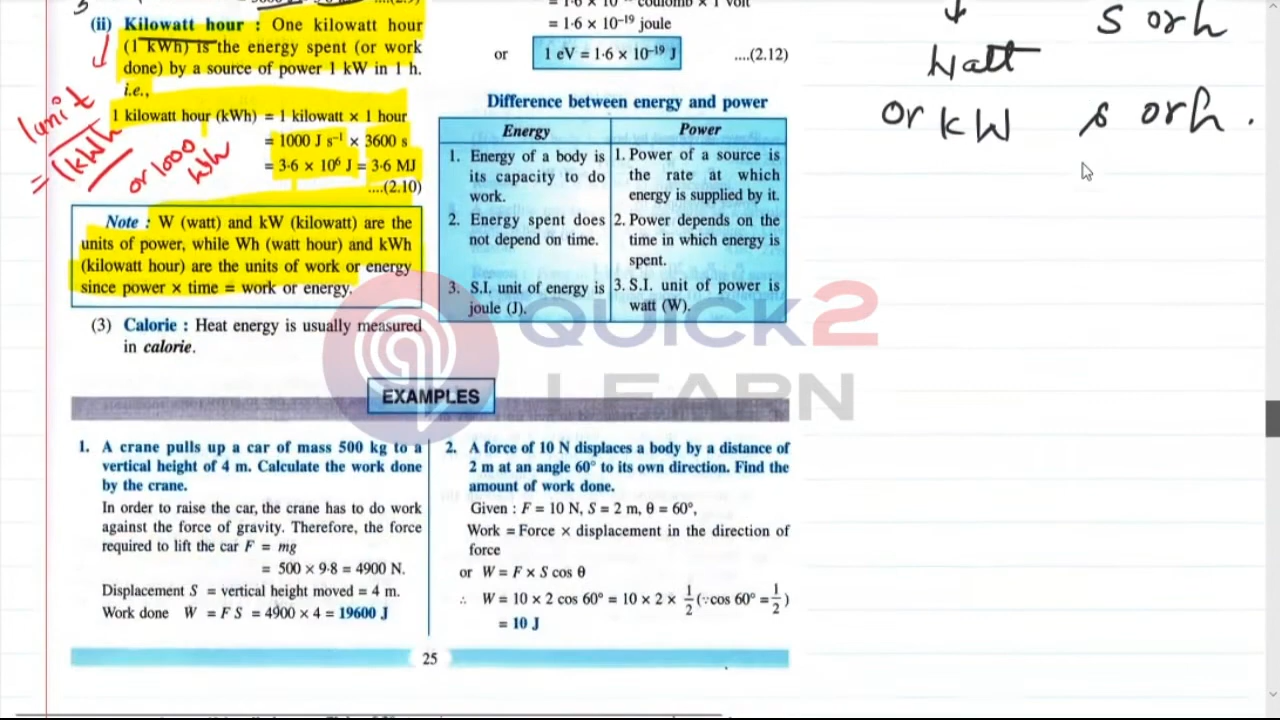 (ii) Kilowatt hour : One kilowatt hour
(1 kWh) is the energy spent (or work
done) by a source of power 1 kW in 1 h.
i.e.,
1 kilowatt hour (kWh) = 1 kilowatt × 1 hour
= 1000 J s⁻¹ × 3600 s
= 3·6 × 10⁶ J = 3·6 MJ
....(2.10)
1 unit
= 1kWh
or 1000
Wh
Note : W (watt) and kW (kilowatt) are the
units of power, while Wh (watt hour) and kWh
(kilowatt hour) are the units of work or energy
since power × time = work or energy.
(3) Calorie : Heat energy is usually measured
in calorie.
= 1·6 × 10 coulomb × 1 volt
= 1·6 × 10⁻¹⁹ joule
or 1 eV = 1·6 × 10⁻¹⁹ J ....(2.12)
Difference between energy and power
Energy
Power
1. Energy of a body is
its capacity to do
work.
1. Power of a source is
the rate at which
energy is supplied by it.
2. Energy spent does
not depend on time.
2. Power depends on the
time in which energy is
spent.
3. S.I. unit of energy is
joule (J).
3. S.I. unit of power is
watt (W).
↓ s or h
Watt
or kW s or h.
QUICK2
LEARN
EXAMPLES
1. A crane pulls up a car of mass 500 kg to a
vertical height of 4 m. Calculate the work done
by the crane.
In order to raise the car, the crane has to do work
against the force of gravity. Therefore, the force
required to lift the car F = mg
= 500 × 9·8 = 4900 N.
Displacement S = vertical height moved = 4 m.
Work done W = F S = 4900 × 4 = 19600 J
2. A force of 10 N displaces a body by a distance of
2 m at an angle 60° to its own direction. Find the
amount of work done.
Given : F = 10 N, S = 2 m, θ = 60°,
Work = Force × displacement in the direction of
force
or W = F × S cos θ
∴ W = 10 × 2 cos 60° = 10 × 2 × 1/2 (∵cos 60° = 1/2)
= 10 J
25